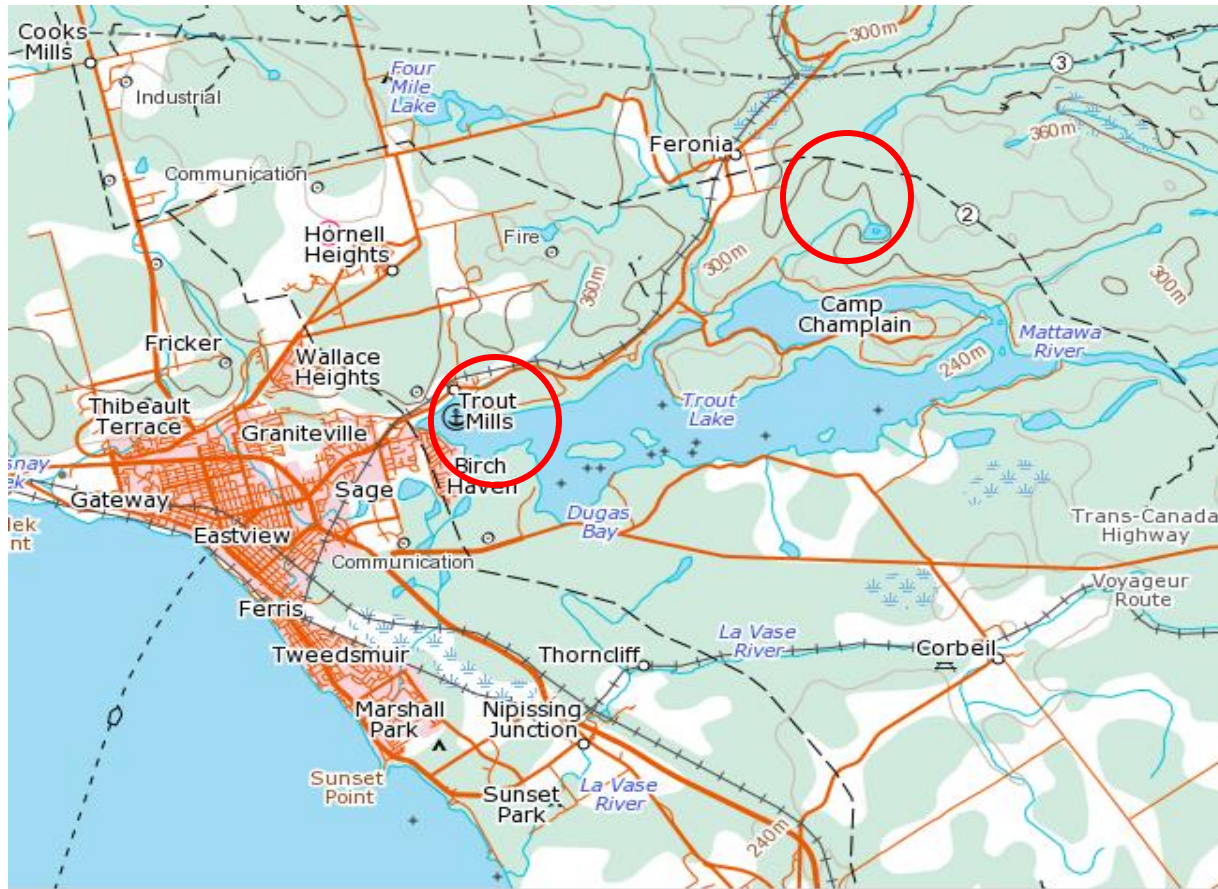 Cooks
Mills
Industrial
Four
Mile
Lake
300m
3
360m
Feronia
Communication
2
Hornell
Heights
Fire
360m
300m
300m
Camp
Champlain
Mattawa
River
240m
Fricker
Wallace
Heights
Trout
Mills
Trout
Lake
Thibeault
Terrace
Graniteville
Birch
Haven
Sage
Gateway
Dugas
Bay
Trans-Canada
Highway
Eastview
Communication
Voyageur
Route
Ferris
La Vase
River
Tweedsmuir
Thorncliff
Corbeil
Marshall
Park
Nipissing
Junction
Sunset
Point
Sunset
Park
La Vase
River
240m